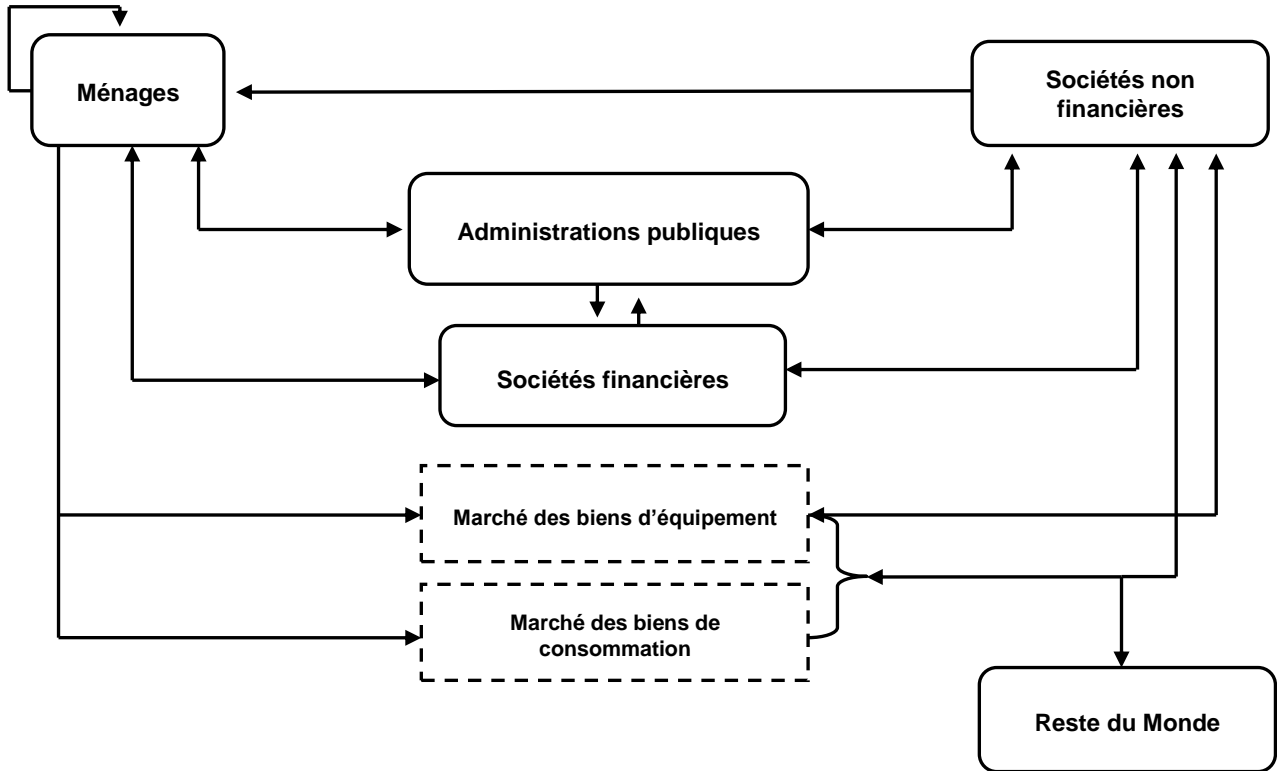 Ménages
Sociétés non
financières
Administrations publiques
Sociétés financières
Marché des biens d’équipement
Marché des biens de
consommation
Reste du Monde